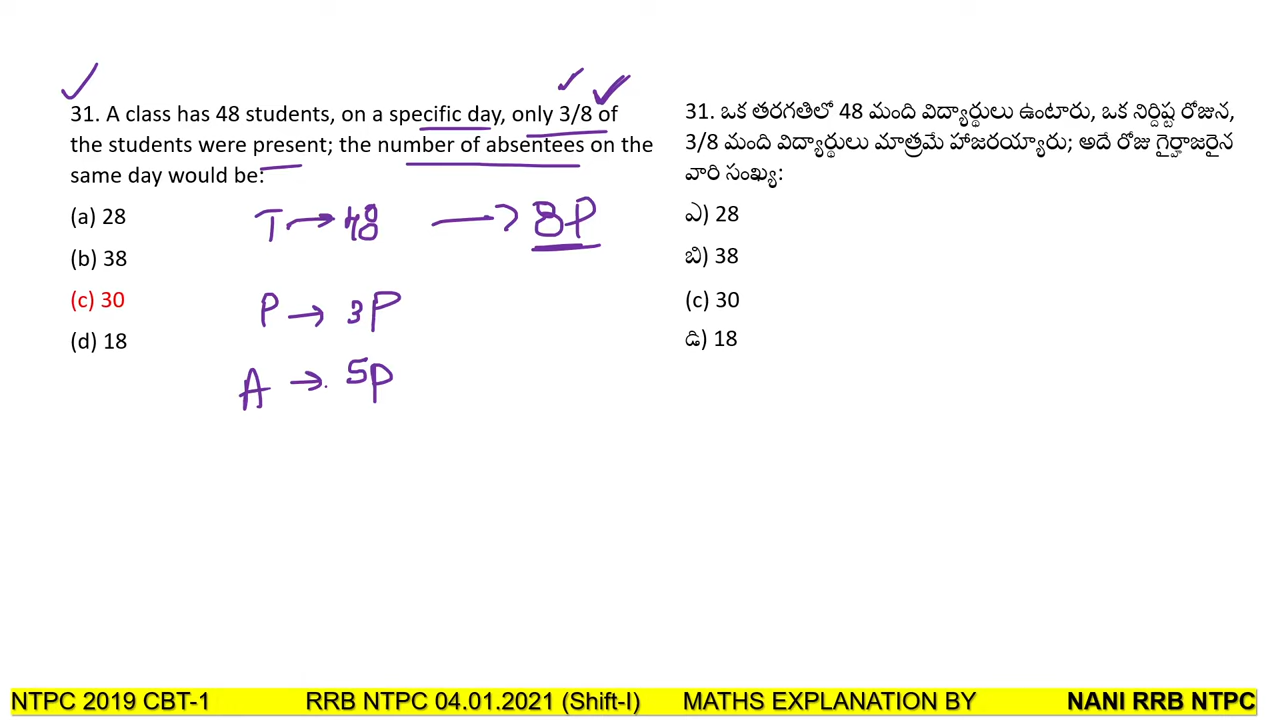 31. A class has 48 students, on a specific day, only 3/8 of
the students were present; the number of absentees on the
same day would be:
(a) 28
(b) 38
(c) 30
(d) 18
T → 48 → 8P
P → 3P
A → 5P
31. ఒక తరగతిలో 48 మంది విద్యార్థులు ఉంటారు, ఒక నిర్దిష్ట రోజున,
3/8 మంది విద్యార్థులు మాత్రమే హాజరయ్యారు; అదే రోజు గైర్హాజరైన
వారి సంఖ్య:
ఎ) 28
బి) 38
(c) 30
డి) 18
NTPC 2019 CBT-1 RRB NTPC 04.01.2021 (Shift-I) MATHS EXPLANATION BY NANI RRB NTPC